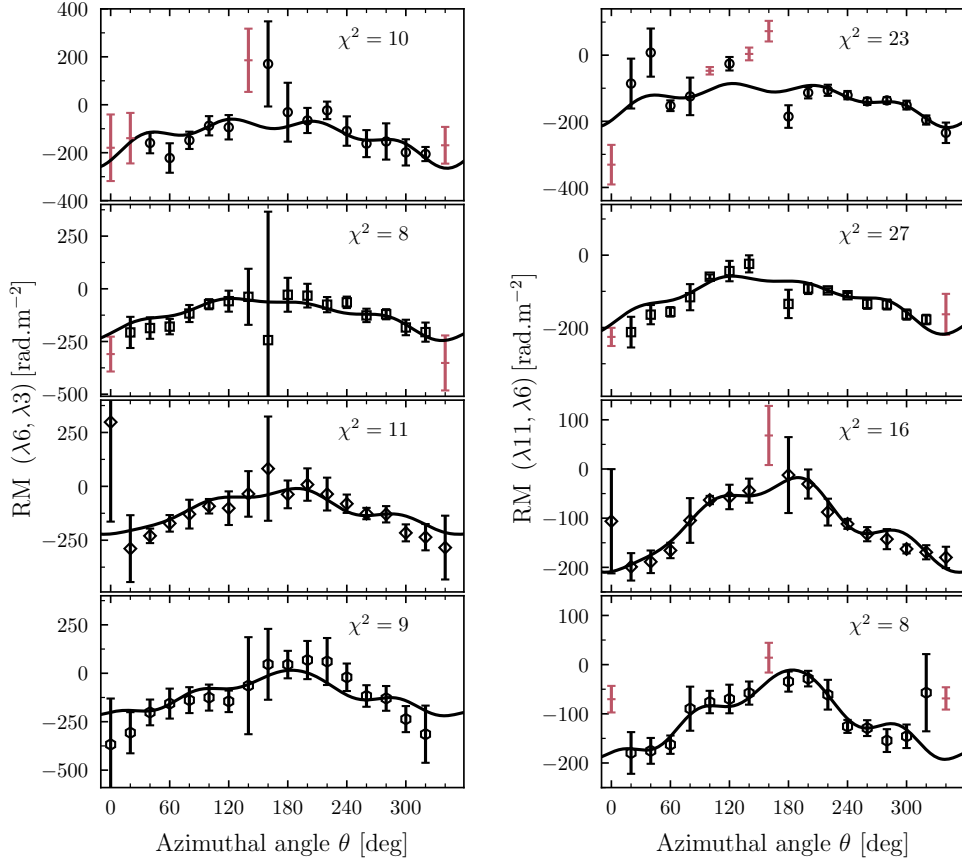 400
200
0
−200
−400
χ² = 10
250
0
−250
−500
χ² = 8
250
0
−250
χ² = 11
250
0
−250
−500
χ² = 9
0 60 120 180 240 300
Azimuthal angle θ [deg]
RM (λ6, λ3) [rad.m⁻²]
0
−200
−400
χ² = 23
0
−200
χ² = 27
100
0
−100
−200
χ² = 16
100
0
−100
−200
χ² = 8
0 60 120 180 240 300
Azimuthal angle θ [deg]
RM (λ11, λ6) [rad.m⁻²]